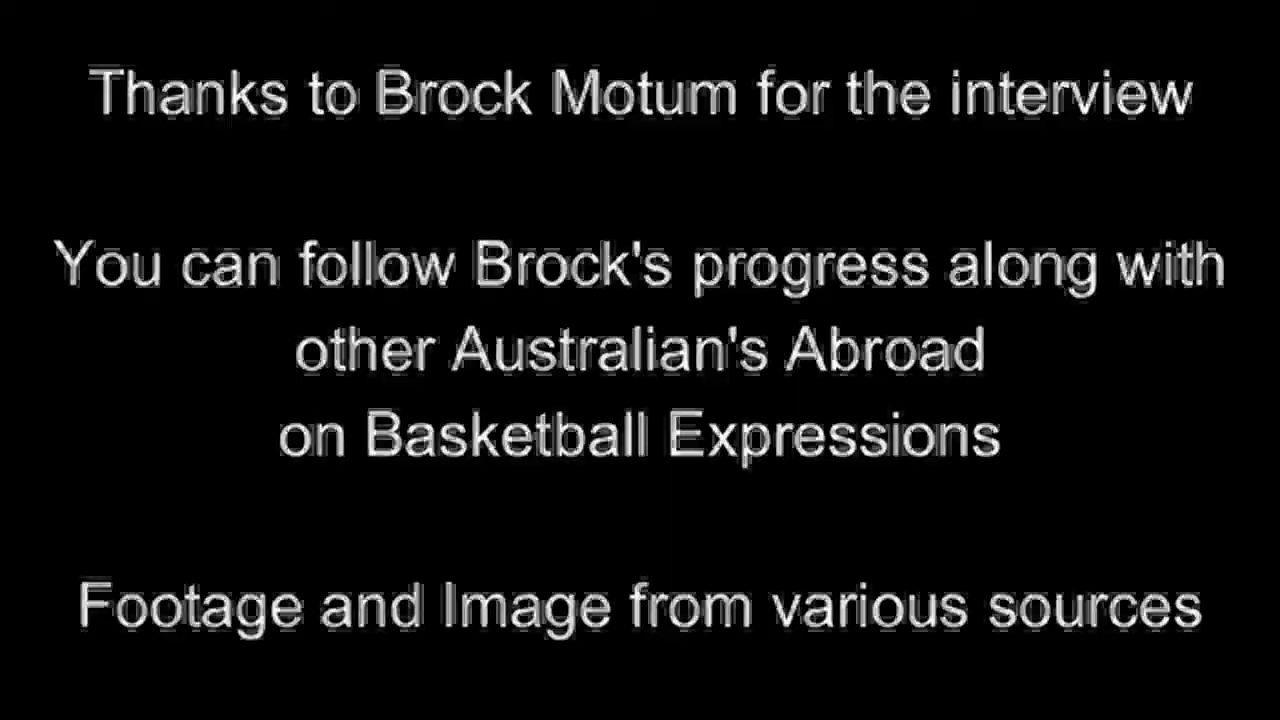 Thanks to Brock Motum for the interview
You can follow Brock's progress along with
other Australian's Abroad
on Basketball Expressions
Footage and Image from various sources